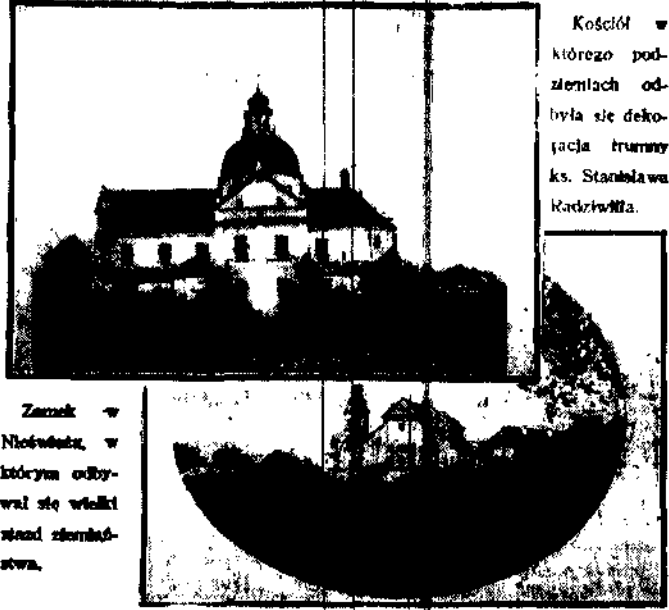 Kościół w
którego pod-
ziemiach od-
była się deko-
racja trumny
ks. Stanisława
Radziwiłła.
Zamek w
Nieświeżu, w
którym odby-
wał się wielki
zjazd ziemiań-
stwa.